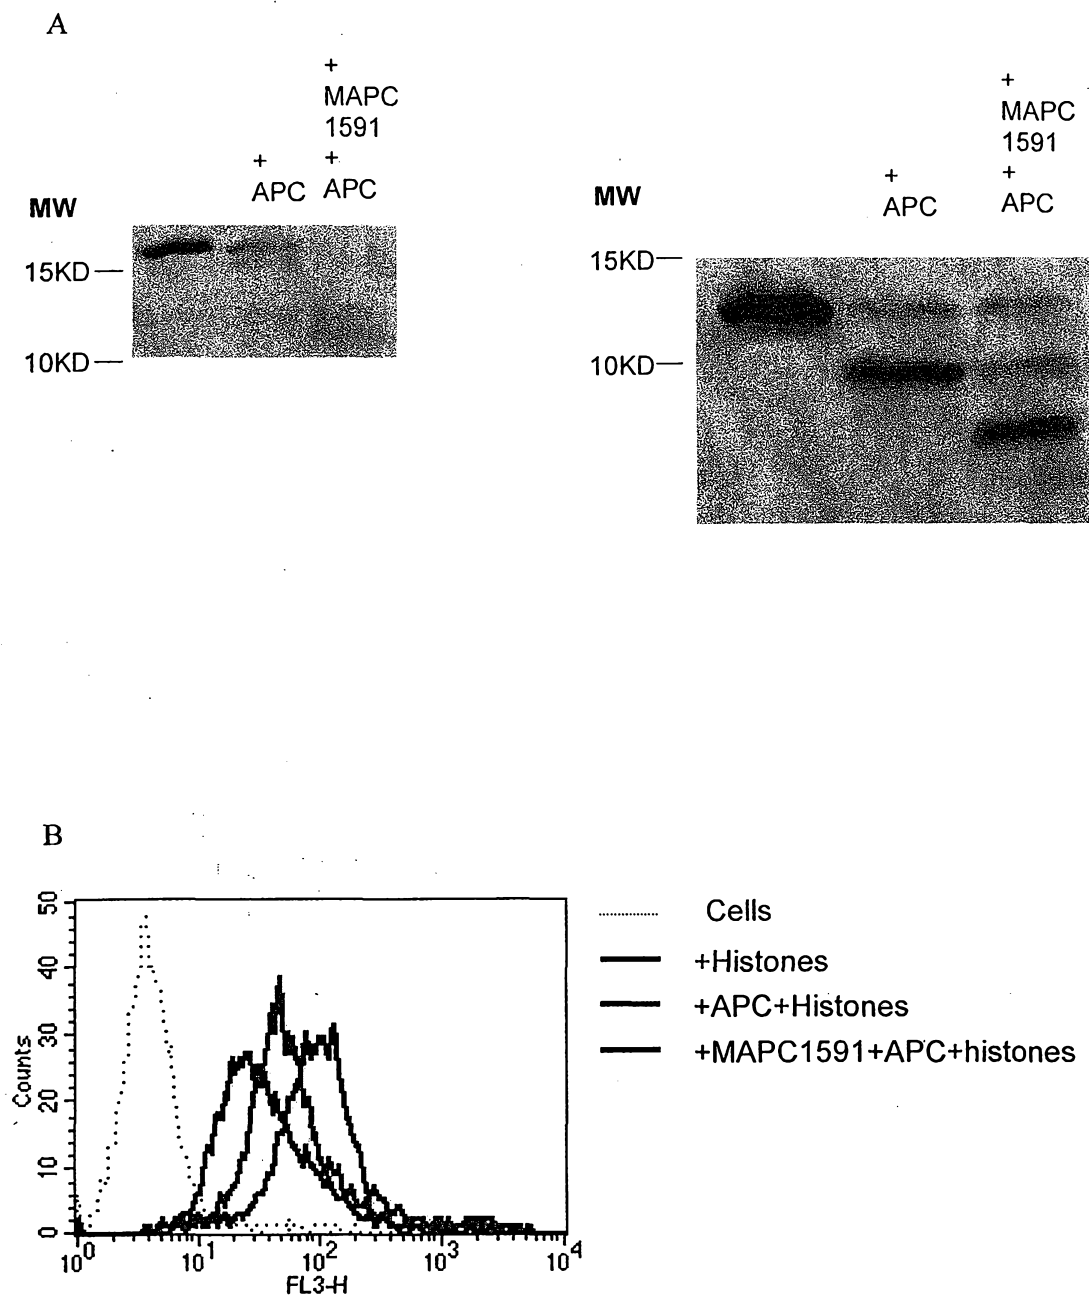 A
+
MAPC
1591
+ +
APC APC
MW
15KD
10KD
+
MAPC
1591
+ +
APC APC
MW
15KD
10KD
B
50
40
30
20
10
0
Counts
10^0 10^1 10^2 10^3 10^4
FL3-H
Cells
+Histones
+APC+Histones
+MAPC1591+APC+histones